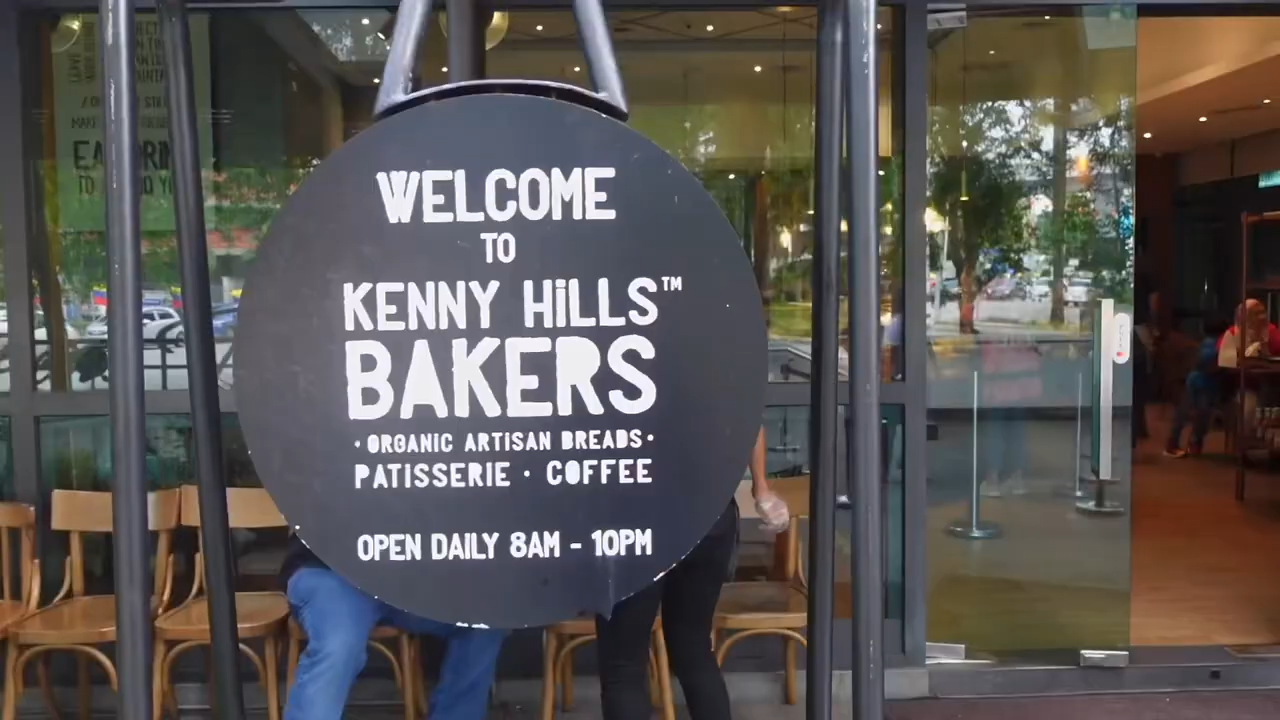 WELCOME
TO
KENNY HiLLS™
BAKERS
· ORGANIC ARTISAN BREADS ·
PATISSERIE · COFFEE
OPEN DAILY 8AM - 10PM